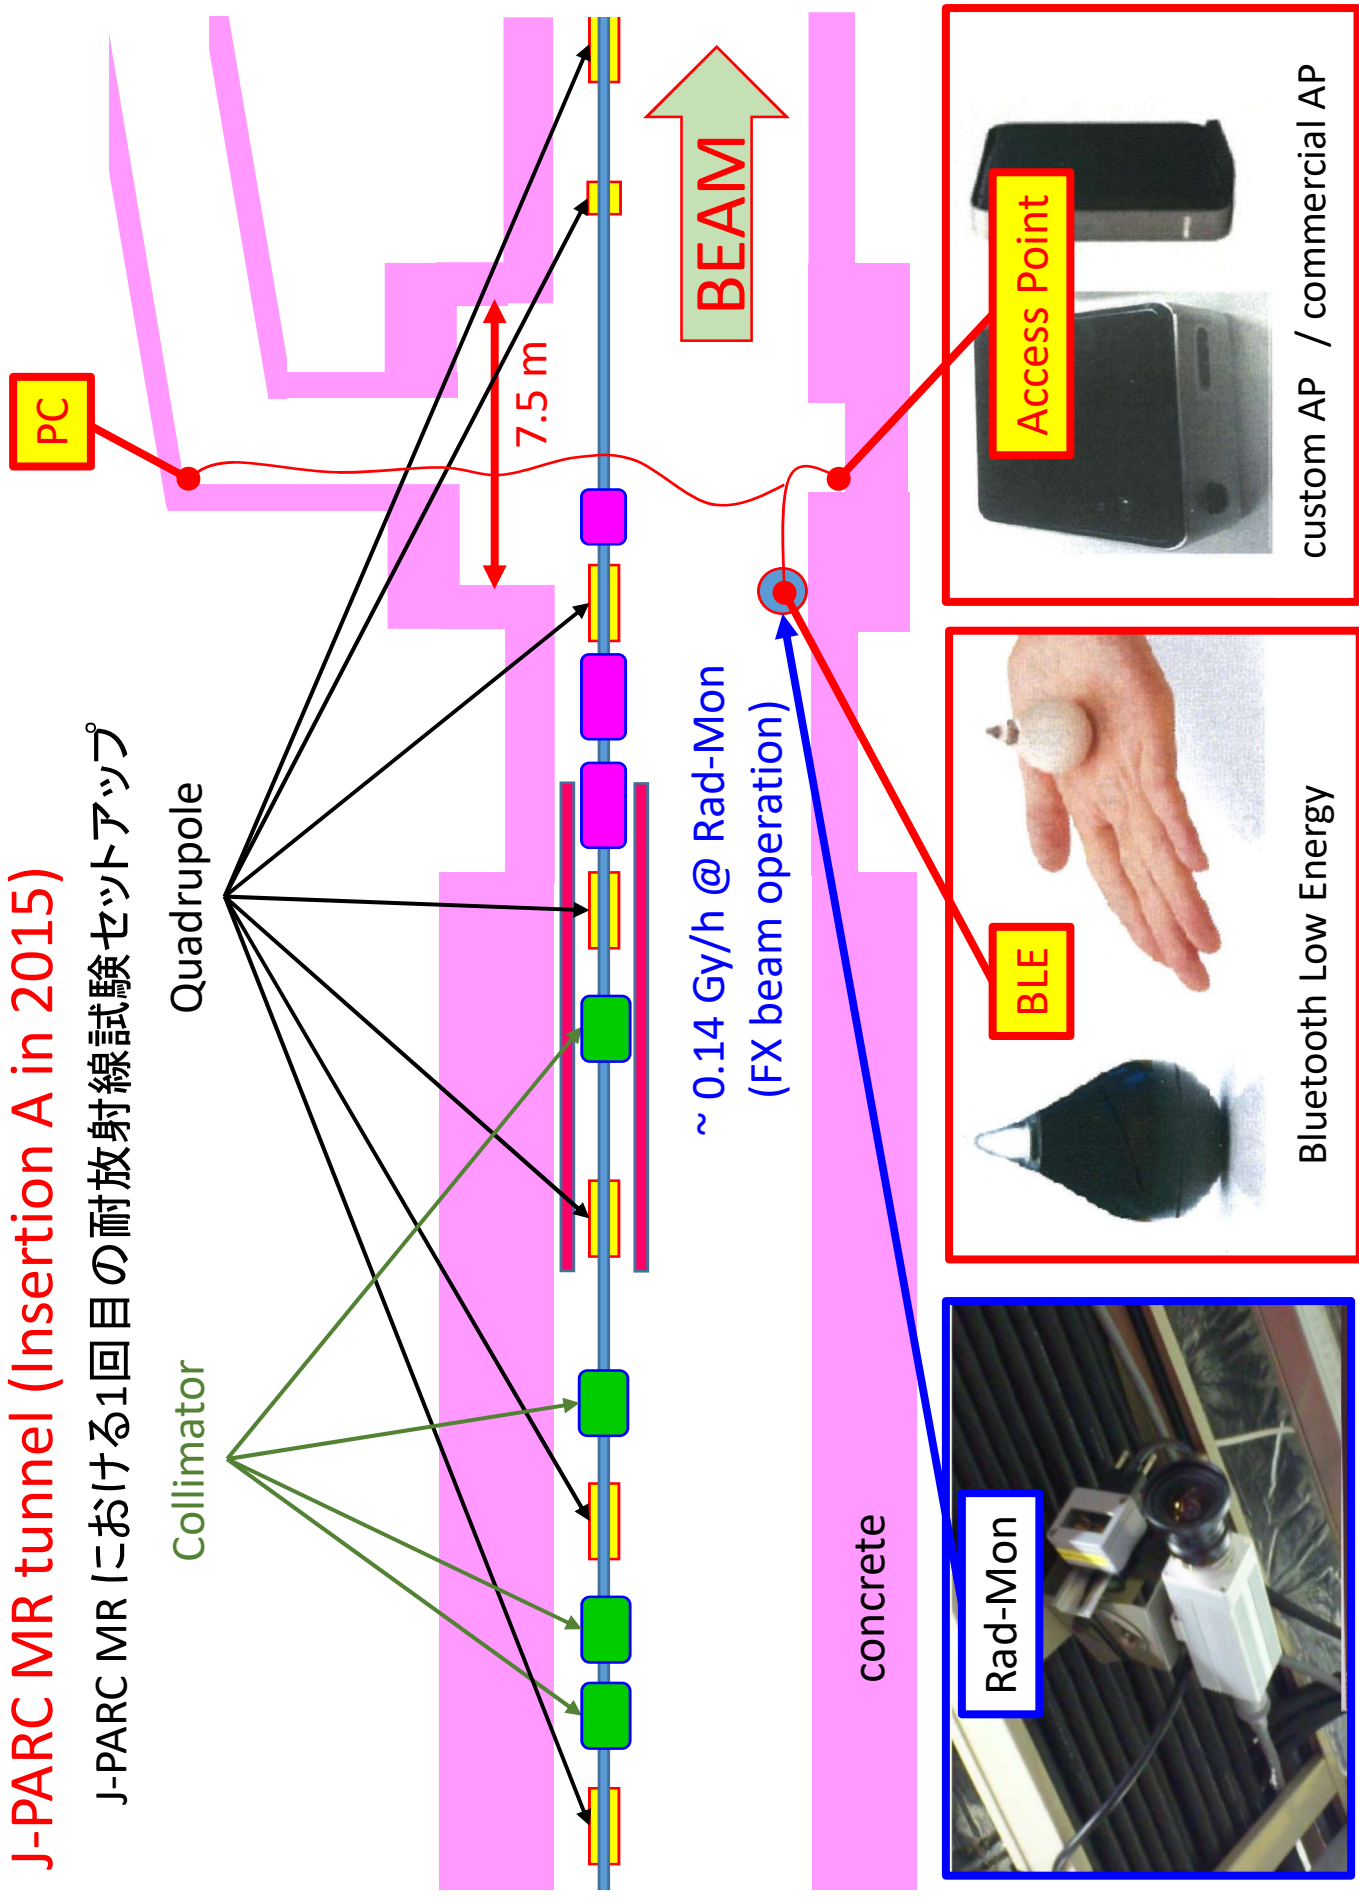 J-PARC MR tunnel (Insertion A in 2015)
J-PARC MR における1回目の耐放射線試験セットアップ
Collimator
Quadrupole
PC
7.5 m
BEAM
~ 0.14 Gy/h @ Rad-Mon
(FX beam operation)
concrete
Rad-Mon
BLE
Bluetooth Low Energy
Access Point
custom AP / commercial AP